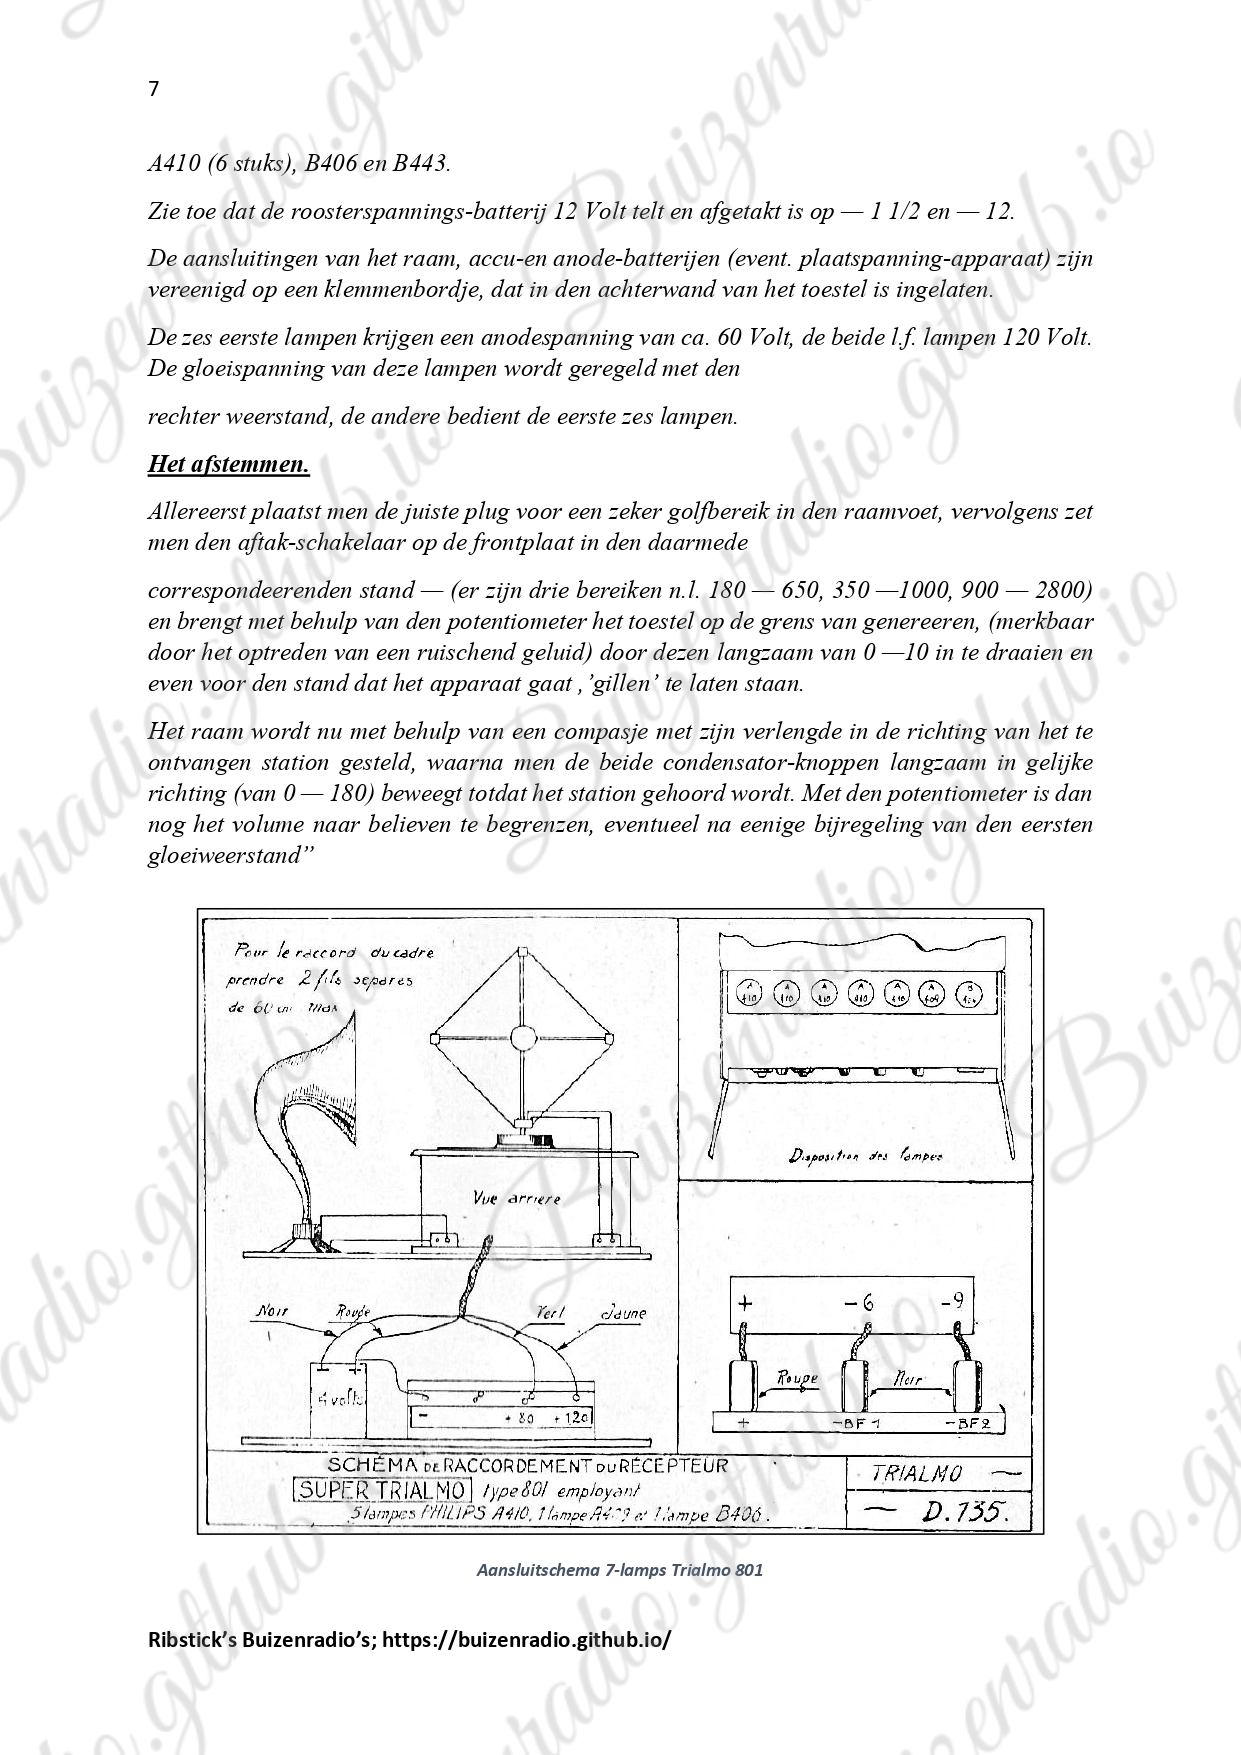 7
A410 (6 stuks), B406 en B443.
Zie toe dat de roosterspannings-batterij 12 Volt telt en afgetakt is op — 1 1/2 en — 12.
De aansluitingen van het raam, accu-en anode-batterijen (event. plaatspanning-apparaat) zijn
vereenigd op een klemmenbordje, dat in den achterwand van het toestel is ingelaten.
De zes eerste lampen krijgen een anodespanning van ca. 60 Volt, de beide l.f. lampen 120 Volt.
De gloeispanning van deze lampen wordt geregeld met den
rechter weerstand, de andere bedient de eerste zes lampen.
Het afstemmen.
Allereerst plaatst men de juiste plug voor een zeker golfbereik in den raamvoet, vervolgens zet
men den aftak-schakelaar op de frontplaat in den daarmede
correspondeerenden stand — (er zijn drie bereiken n.l. 180 — 650, 350 —1000, 900 — 2800)
en brengt met behulp van den potentiometer het toestel op de grens van genereeren, (merkbaar
door het optreden van een ruischend geluid) door dezen langzaam van 0 —10 in te draaien en
even voor den stand dat het apparaat gaat ,’gillen’ te laten staan.
Het raam wordt nu met behulp van een compasje met zijn verlengde in de richting van het te
ontvangen station gesteld, waarna men de beide condensator-knoppen langzaam in gelijke
richting (van 0 — 180) beweegt totdat het station gehoord wordt. Met den potentiometer is dan
nog het volume naar believen te begrenzen, eventueel na eenige bijregeling van den eersten
gloeiweerstand”
Pour le raccord du cadre
prendre 2 fils separes
de 60 cm Max
Vue arriere
Noir Rouge Vert Jaune
- +
4 volts
- + 80 + 120
A 410 A 410 A 410 A 410 A 410 A 409 B 406
Disposition des lampes
+ -6 -9
Rouge Noir
+ -BF 1 -BF 2
SCHÉMA DE RACCORDEMENT DU RÉCEPTEUR
SUPER TRIALMO type 801 employant
5 lampes PHILIPS A410, 1 lampe A409 et 1 lampe B406.
TRIALMO —
— D.135.
Aansluitschema 7-lamps Trialmo 801
Ribstick’s Buizenradio’s; https://buizenradio.github.io/
Buizenradio.github.io